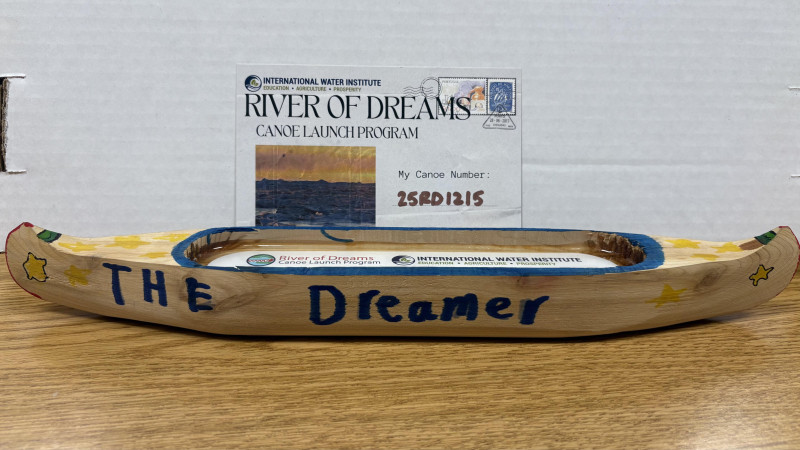 INTERNATIONAL WATER INSTITUTE
EDUCATION • AGRICULTURE • PROSPERITY
RIVER OF DREAMS
CANOE LAUNCH PROGRAM
My Canoe Number:
25RD1215
River of Dreams
Canoe Launch Program
INTERNATIONAL WATER INSTITUTE
EDUCATION • AGRICULTURE • PROSPERITY
THE Dreamer